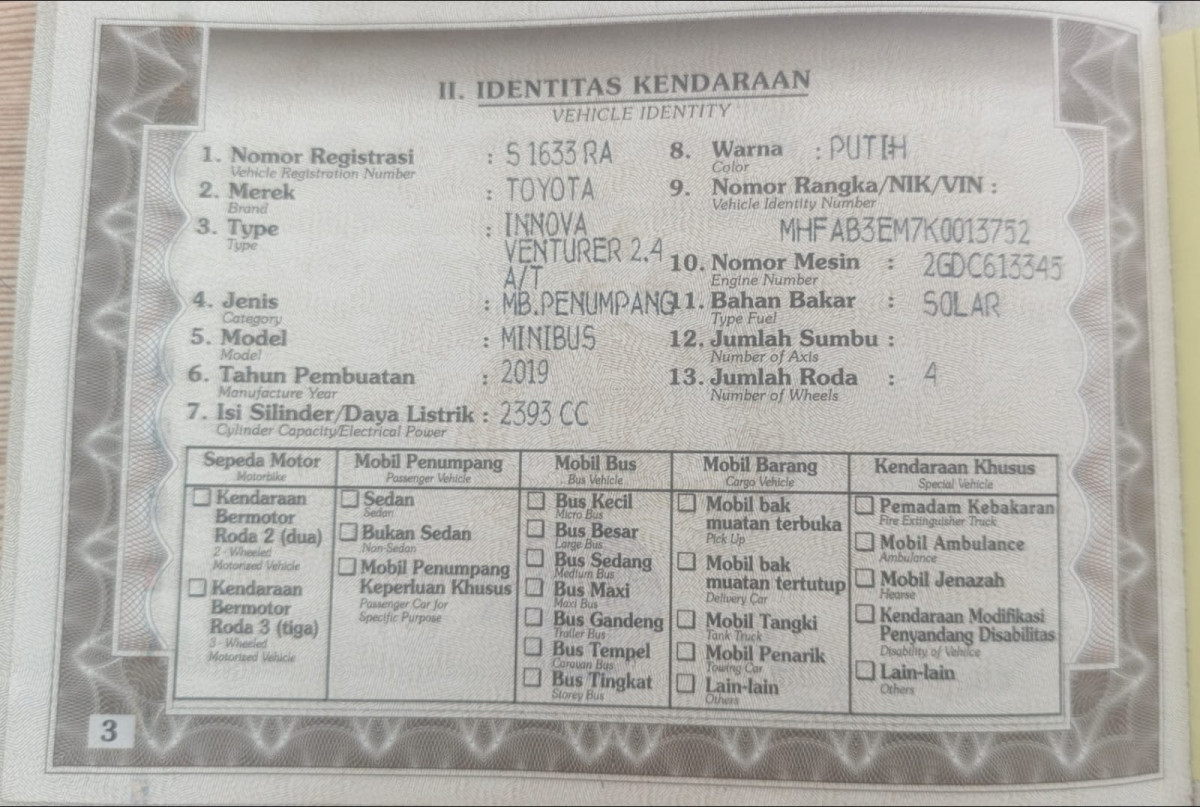 II. IDENTITAS KENDARAAN
VEHICLE IDENTITY
1. Nomor Registrasi : S 1633 RA
Vehicle Registration Number
2. Merek : TOYOTA
Brand
3. Type : INNOVA
Type
VENTURER 2.4
A/T
4. Jenis : MB.PENUMPANG
Category
5. Model : MINIBUS
Model
6. Tahun Pembuatan : 2019
Manufacture Year
7. Isi Silinder/Daya Listrik : 2393 CC
Cylinder Capacity/Electrical Power
8. Warna : PUTIH
Color
9. Nomor Rangka/NIK/VIN :
Vehicle Identity Number
MHFAB3EM7K0013752
10. Nomor Mesin : 2GDC613345
Engine Number
11. Bahan Bakar : SOLAR
Type Fuel
12. Jumlah Sumbu :
Number of Axis
13. Jumlah Roda : 4
Number of Wheels
Sepeda Motor
Motorbike
Kendaraan
Bermotor
Roda 2 (dua)
2 - Wheeled
Motorized Vehicle
Kendaraan
Bermotor
Roda 3 (tiga)
3 - Wheeled
Motorized Vehicle
Mobil Penumpang
Passenger Vehicle
Sedan
Sedan
Bukan Sedan
Non-Sedan
Mobil Penumpang
Keperluan Khusus
Passenger Car for
Specific Purpose
Mobil Bus
Bus Vehicle
Bus Kecil
Micro Bus
Bus Besar
Large Bus
Bus Sedang
Medium Bus
Bus Maxi
Maxi Bus
Bus Gandeng
Trailer Bus
Bus Tempel
Caravan Bus
Bus Tingkat
Storey Bus
Mobil Barang
Cargo Vehicle
Mobil bak
muatan terbuka
Pick Up
Mobil bak
muatan tertutup
Delivery Car
Mobil Tangki
Tank Truck
Mobil Penarik
Towing Car
Lain-lain
Others
Kendaraan Khusus
Special Vehicle
Pemadam Kebakaran
Fire Extinguisher Truck
Mobil Ambulance
Ambulance
Mobil Jenazah
Hearse
Kendaraan Modifikasi
Penyandang Disabilitas
Disability of Vehilce
Lain-lain
Others
3